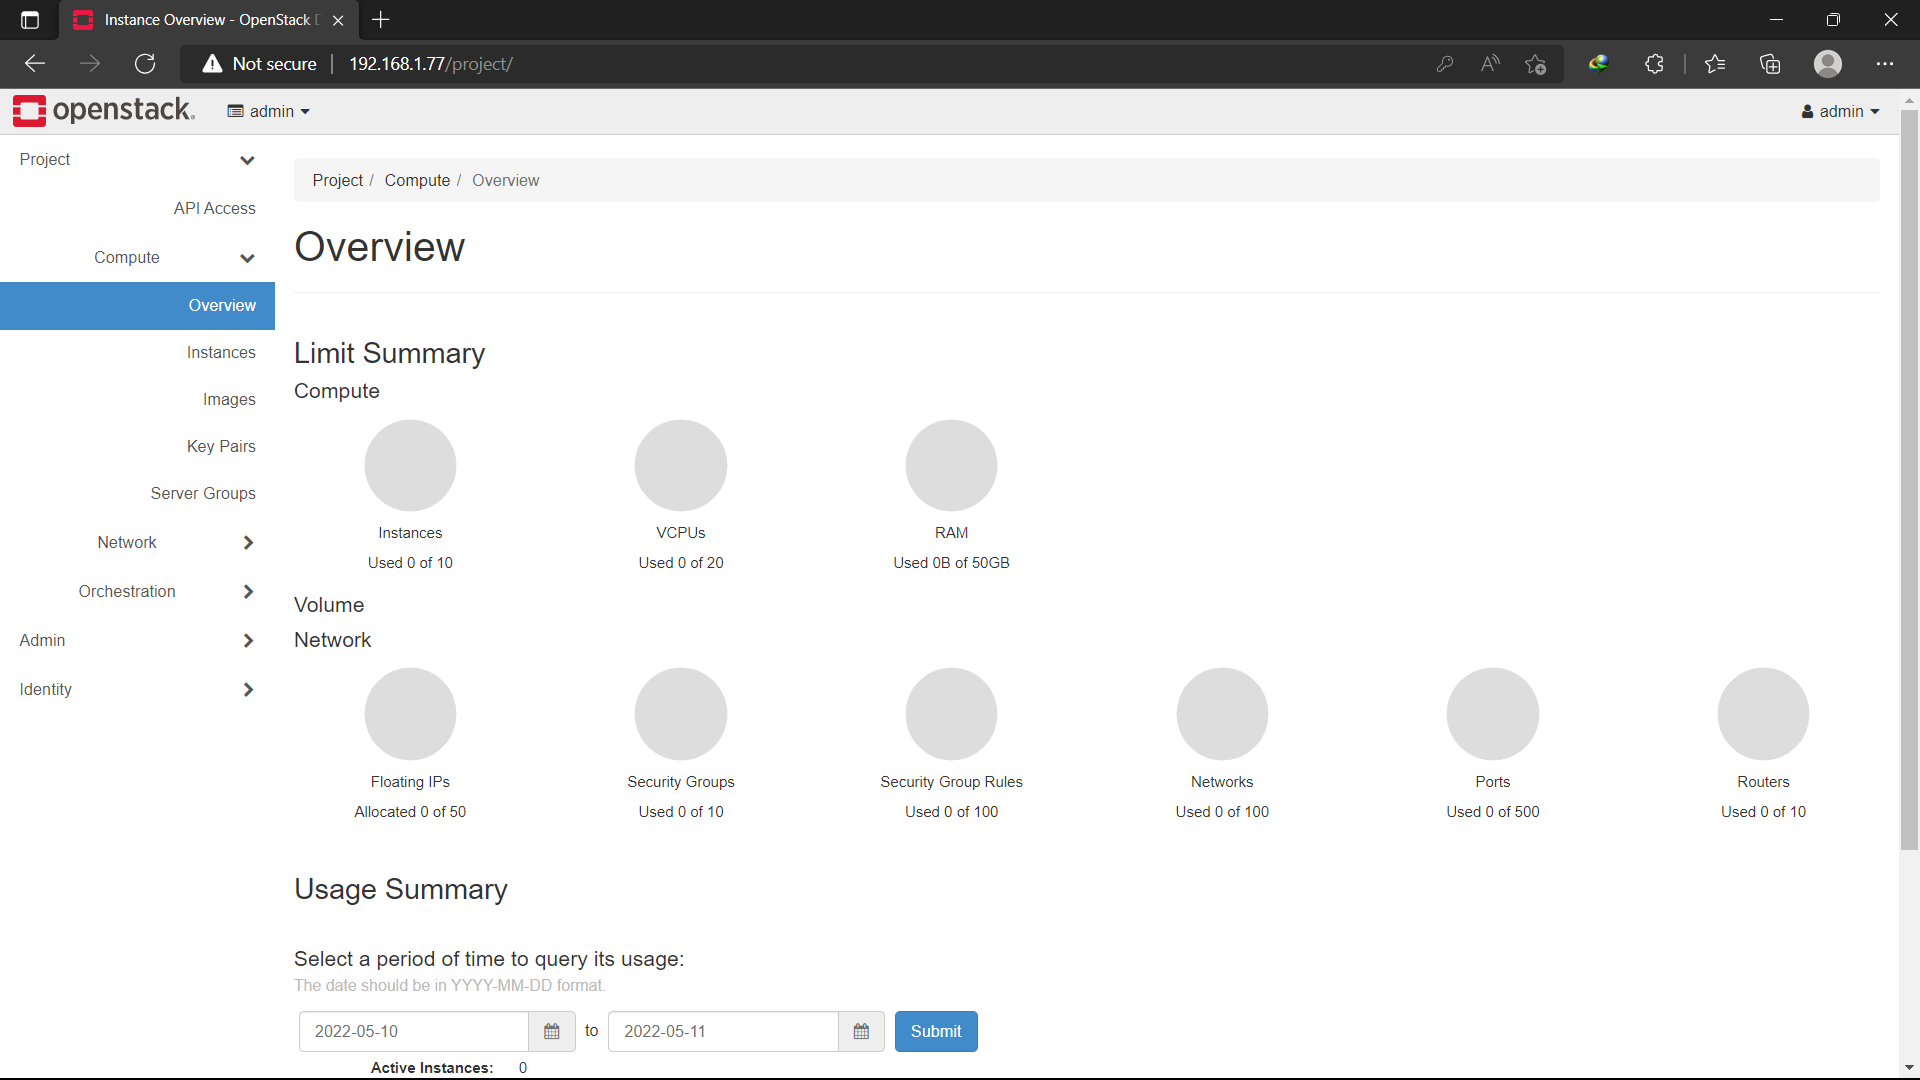 Instance Overview - OpenStack
Not secure
192.168.1.77/project/
openstack.
admin
admin
Project
API Access
Compute
Overview
Instances
Images
Key Pairs
Server Groups
Network
Orchestration
Admin
Identity
Project / Compute / Overview
Overview
Limit Summary
Compute
Instances
Used 0 of 10
VCPUs
Used 0 of 20
RAM
Used 0B of 50GB
Volume
Network
Floating IPs
Allocated 0 of 50
Security Groups
Used 0 of 10
Security Group Rules
Used 0 of 100
Networks
Used 0 of 100
Ports
Used 0 of 500
Routers
Used 0 of 10
Usage Summary
Select a period of time to query its usage:
The date should be in YYYY-MM-DD format.
2022-05-10 to 2022-05-11 Submit
Active Instances: 0